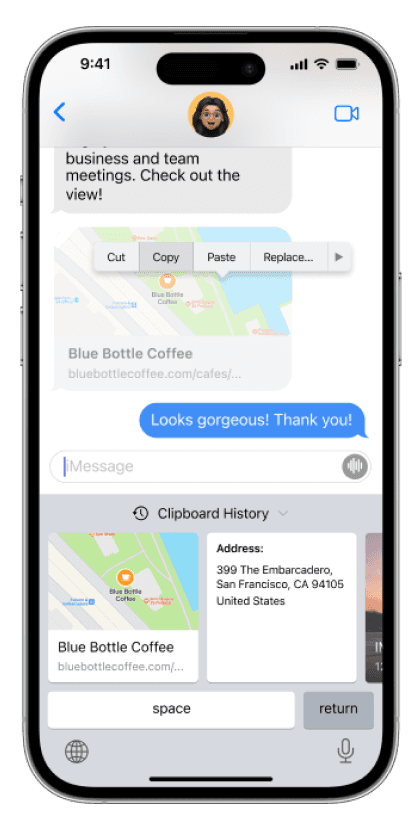 9:41
business and team
meetings. Check out the
view!
Cut Copy Paste Replace...
Blue Bottle
Coffee
Blue Bottle Coffee
bluebottlecoffee.com/cafes/...
Looks gorgeous! Thank you!
iMessage
Clipboard History
Blue Bottle
Coffee
Blue Bottle Coffee
bluebottlecoffee.com/...
Address:
399 The Embarcadero,
San Francisco, CA 94105
United States
space
return